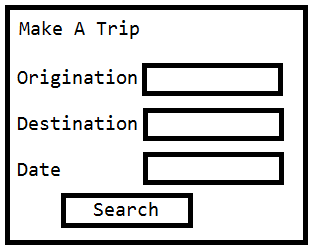 Make A Trip
Origination
Destination
Date
Search